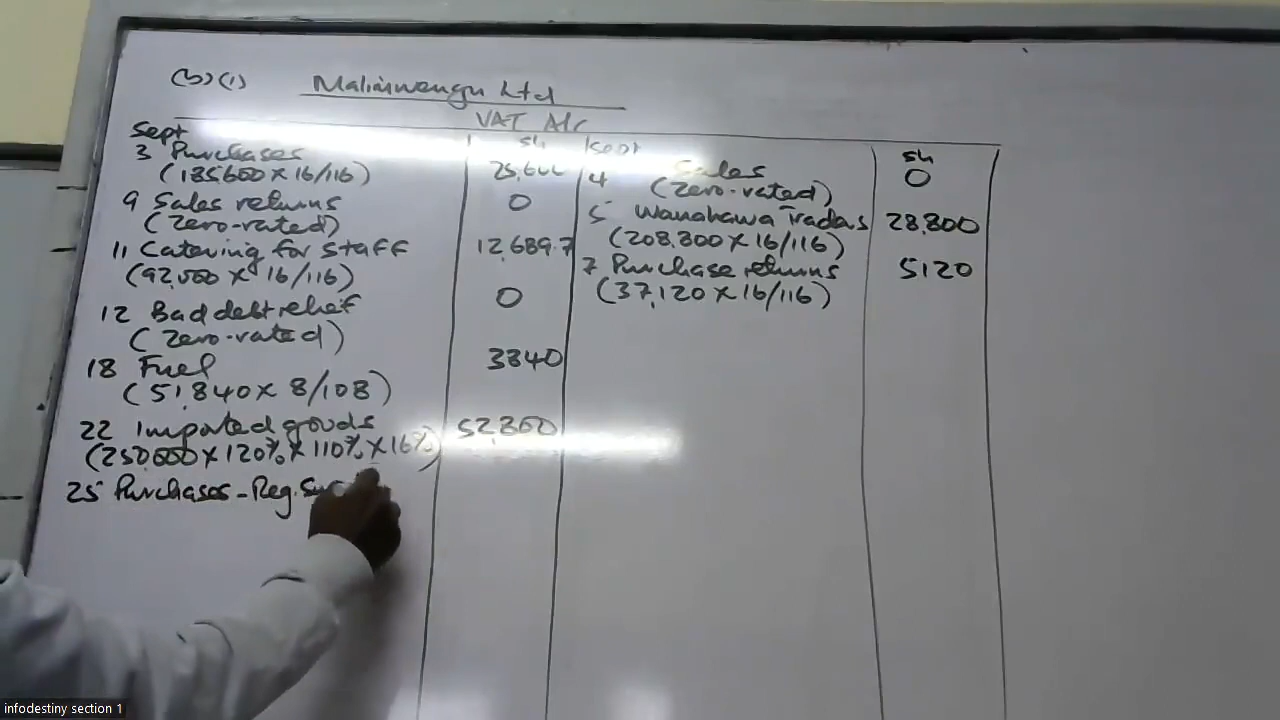 (b)(i) Maliiwengu Ltd
VAT A/c
Sept sh Sept sh
3 Purchases
(185,600 x 16/116) 25,600
9 Sales returns 0
(Zero-rated)
11 Catering for staff 12,689.7
(92,000 x 16/116)
12 Bad debt relief 0
(Zero-rated)
18 Fuel 3840
(51,840 x 8/108)
22 Imported goods 52,800
(250,000 x 120% x 110% x 16%)
25 Purchases - Reg.
4 Sales 0
(Zero-rated)
5 Wanahawa Traders 28,800
(208,800 x 16/116)
7 Purchase returns 5120
(37,120 x 16/116)
infodestiny section 1